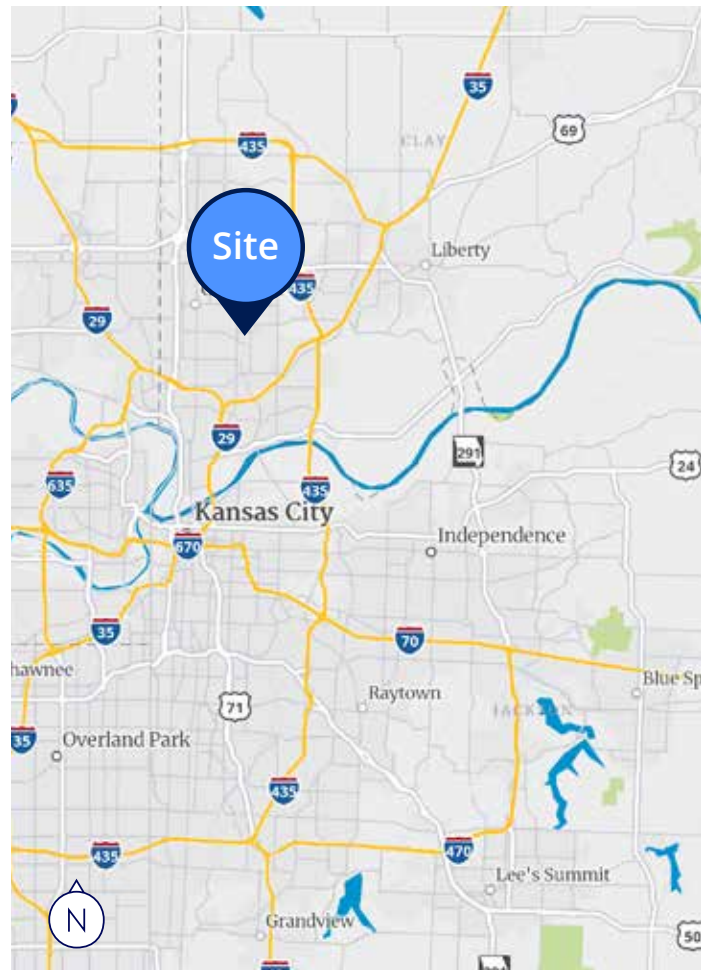 35
69
435
CLAY
Site
Liberty
435
29
29
291
24
635
435
Kansas City
Independence
670
35
70
hawnee
Blue Sp
Raytown
71
JACKSON
35
Overland Park
435
435
470
Lee's Summit
N
Grandview
50